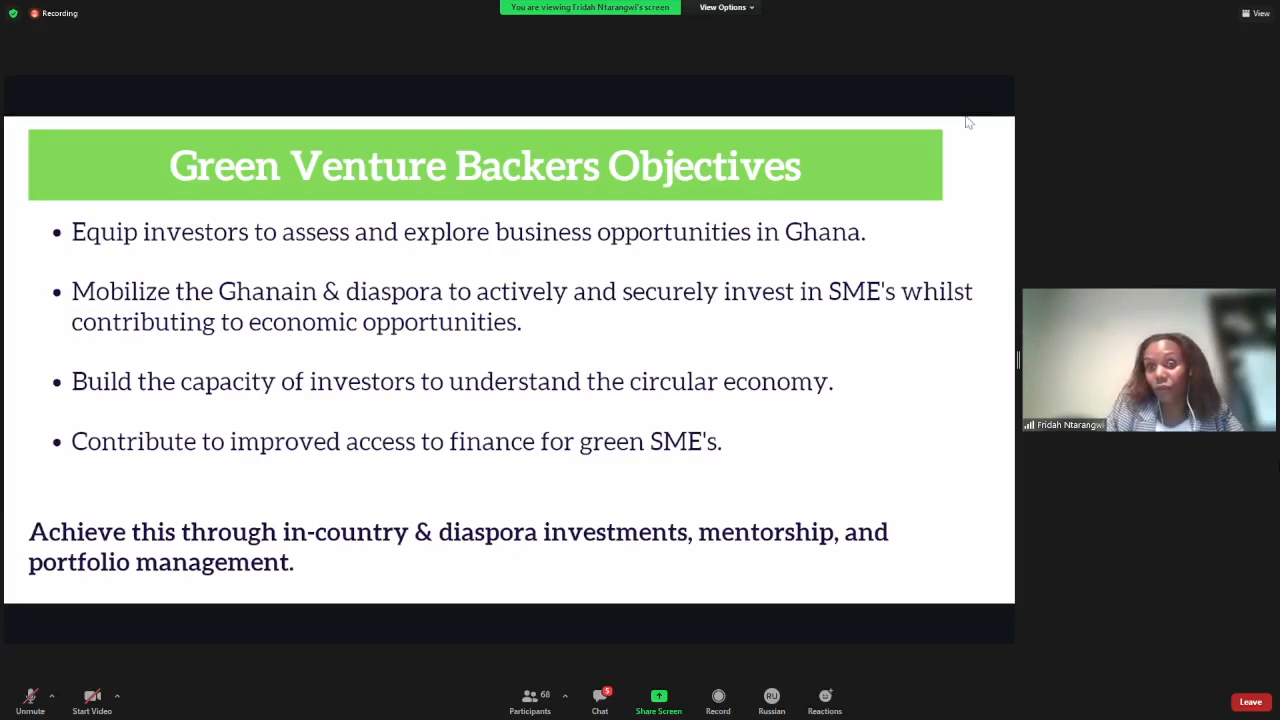 Recording
You are viewing Fridah Ntarangwi's screen
View Options
View
Green Venture Backers Objectives
• Equip investors to assess and explore business opportunities in Ghana.
• Mobilize the Ghanain & diaspora to actively and securely invest in SME's whilst
contributing to economic opportunities.
• Build the capacity of investors to understand the circular economy.
• Contribute to improved access to finance for green SME's.
Achieve this through in-country & diaspora investments, mentorship, and
portfolio management.
Fridah Ntarangwi
Unmute
Start Video
68
Participants
5
Chat
Share Screen
Record
RU
Russian
Reactions
Leave